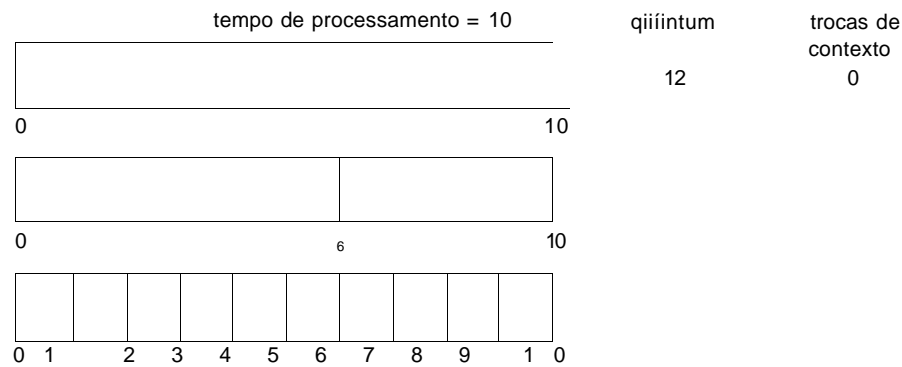 tempo de processamento = 10 qiiíintum trocas de
contexto
12 0
0 10
0 6 10
0 1 2 3 4 5 6 7 8 9 1 0